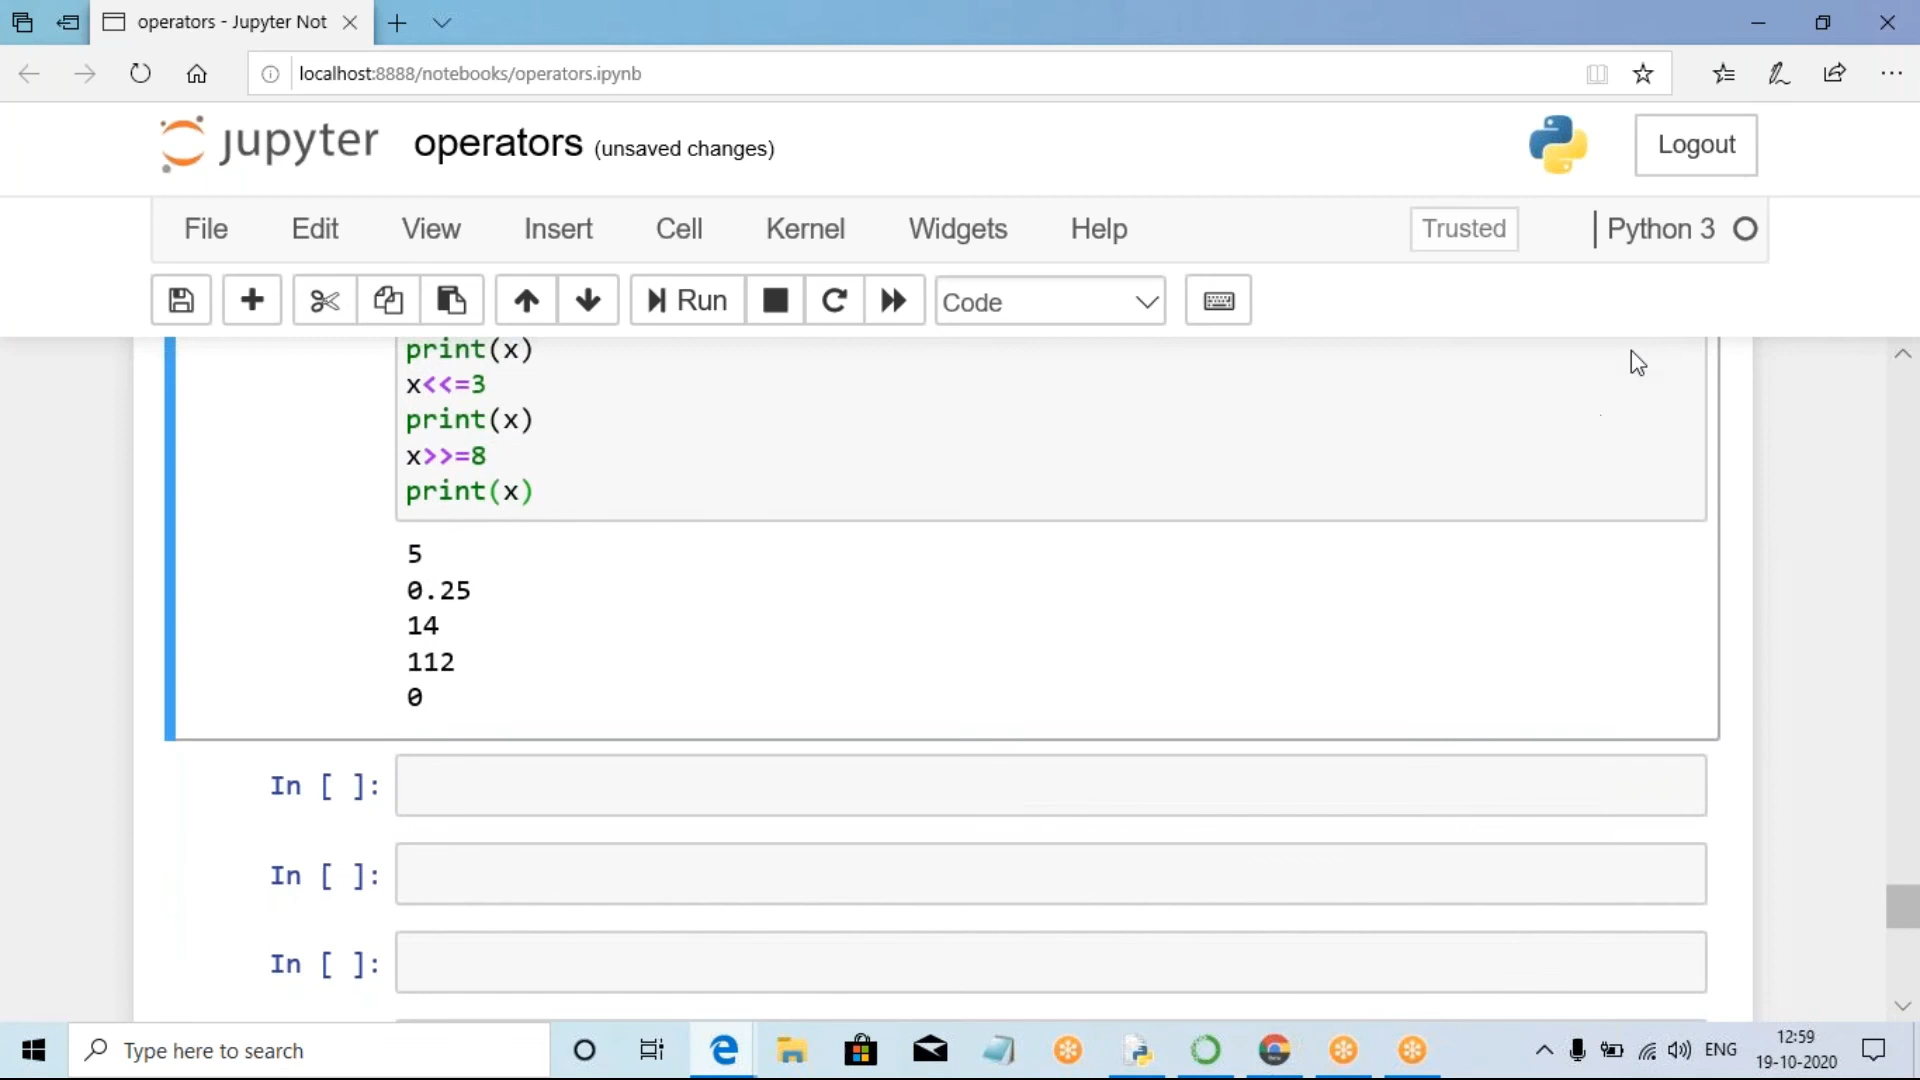 operators - Jupyter Not
localhost:8888/notebooks/operators.ipynb
jupyter operators (unsaved changes)
Logout
File Edit View Insert Cell Kernel Widgets Help Trusted Python 3
Run Code
print(x)
x<<=3
print(x)
x>>=8
print(x)
5
0.25
14
112
0
In [ ]:
In [ ]:
In [ ]:
Type here to search
ENG
12:59
19-10-2020